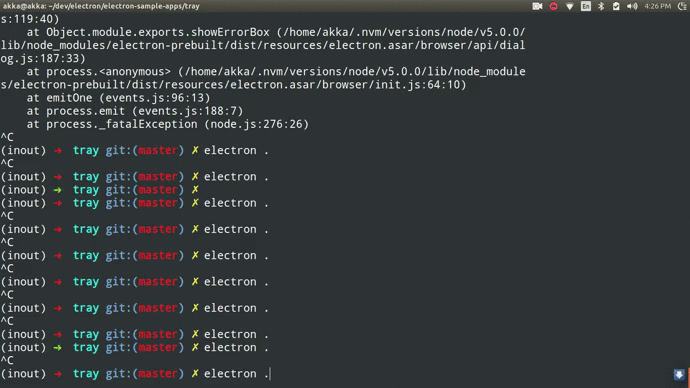 akka@akka: ~/dev/electron/electron-sample-apps/tray
En
4:26 PM
s:119:40)
at Object.module.exports.showErrorBox (/home/akka/.nvm/versions/node/v5.0.0/
lib/node_modules/electron-prebuilt/dist/resources/electron.asar/browser/api/dial
og.js:187:33)
at process.<anonymous> (/home/akka/.nvm/versions/node/v5.0.0/lib/node_module
s/electron-prebuilt/dist/resources/electron.asar/browser/init.js:64:10)
at emitOne (events.js:96:13)
at process.emit (events.js:188:7)
at process._fatalException (node.js:276:26)
^C
(inout) ➜ tray git:(master) ✗ electron .
^C
(inout) ➜ tray git:(master) ✗ electron .
(inout) ➜ tray git:(master) ✗
(inout) ➜ tray git:(master) ✗ electron .
^C
(inout) ➜ tray git:(master) ✗ electron .
^C
(inout) ➜ tray git:(master) ✗ electron .
^C
(inout) ➜ tray git:(master) ✗ electron .
^C
(inout) ➜ tray git:(master) ✗ electron .
^C
(inout) ➜ tray git:(master) ✗ electron .
(inout) ➜ tray git:(master) ✗ electron .
^C
(inout) ➜ tray git:(master) ✗ electron .